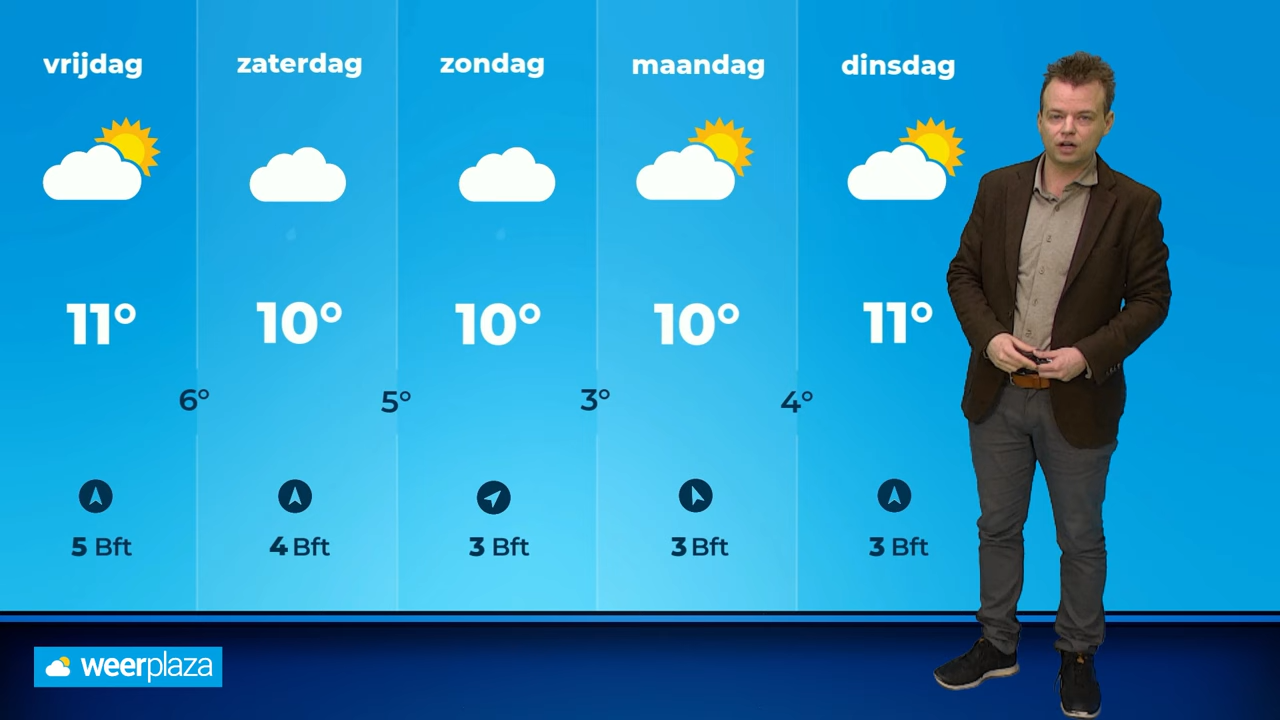 vrijdag zaterdag zondag maandag dinsdag
11° 10° 10° 10° 11°
6° 5° 3° 4°
5 Bft 4 Bft 3 Bft 3 Bft 3 Bft
weerplaza